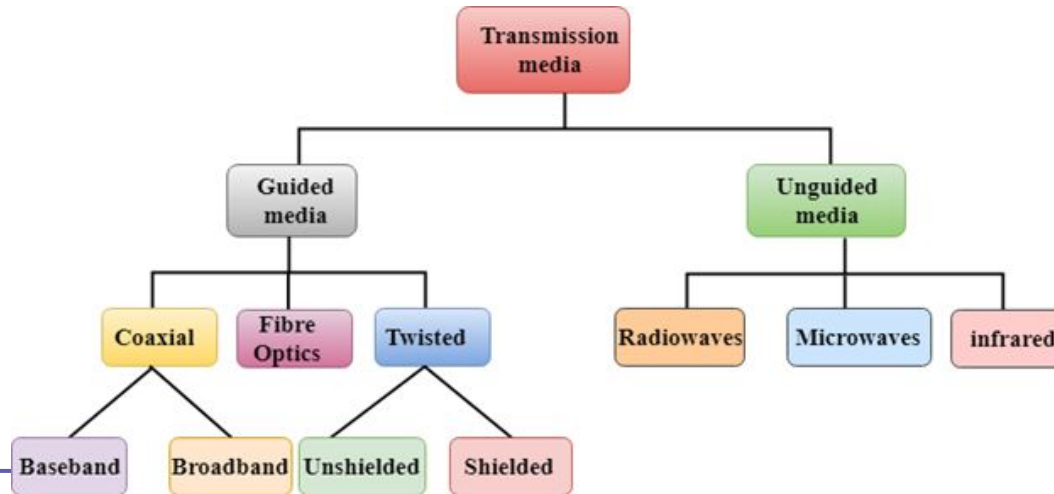 Transmission
media
Guided
media
Unguided
media
Coaxial
Fibre
Optics
Twisted
Radiowaves
Microwaves
infrared
Baseband
Broadband
Unshielded
Shielded